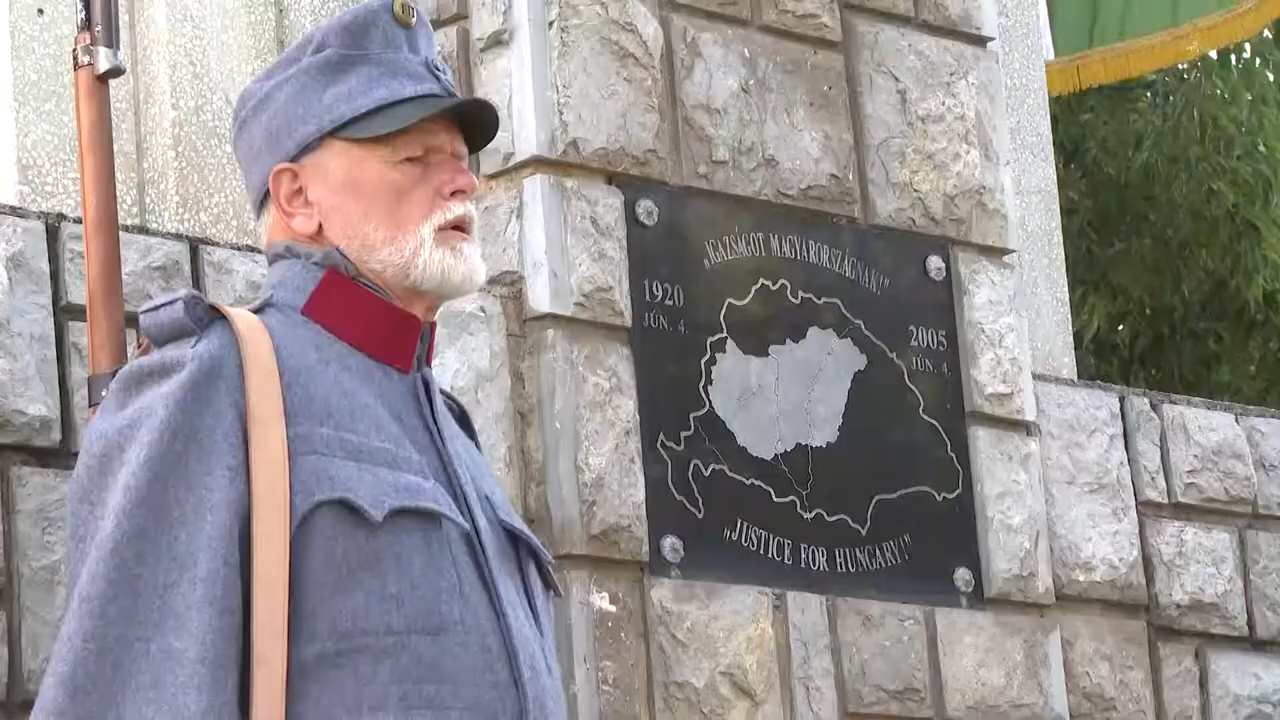 „IGAZSÁGOT MAGYARORSZÁGNAK!"
1920
JÚN. 4.
2005
JÚN. 4.
„JUSTICE FOR HUNGARY!"